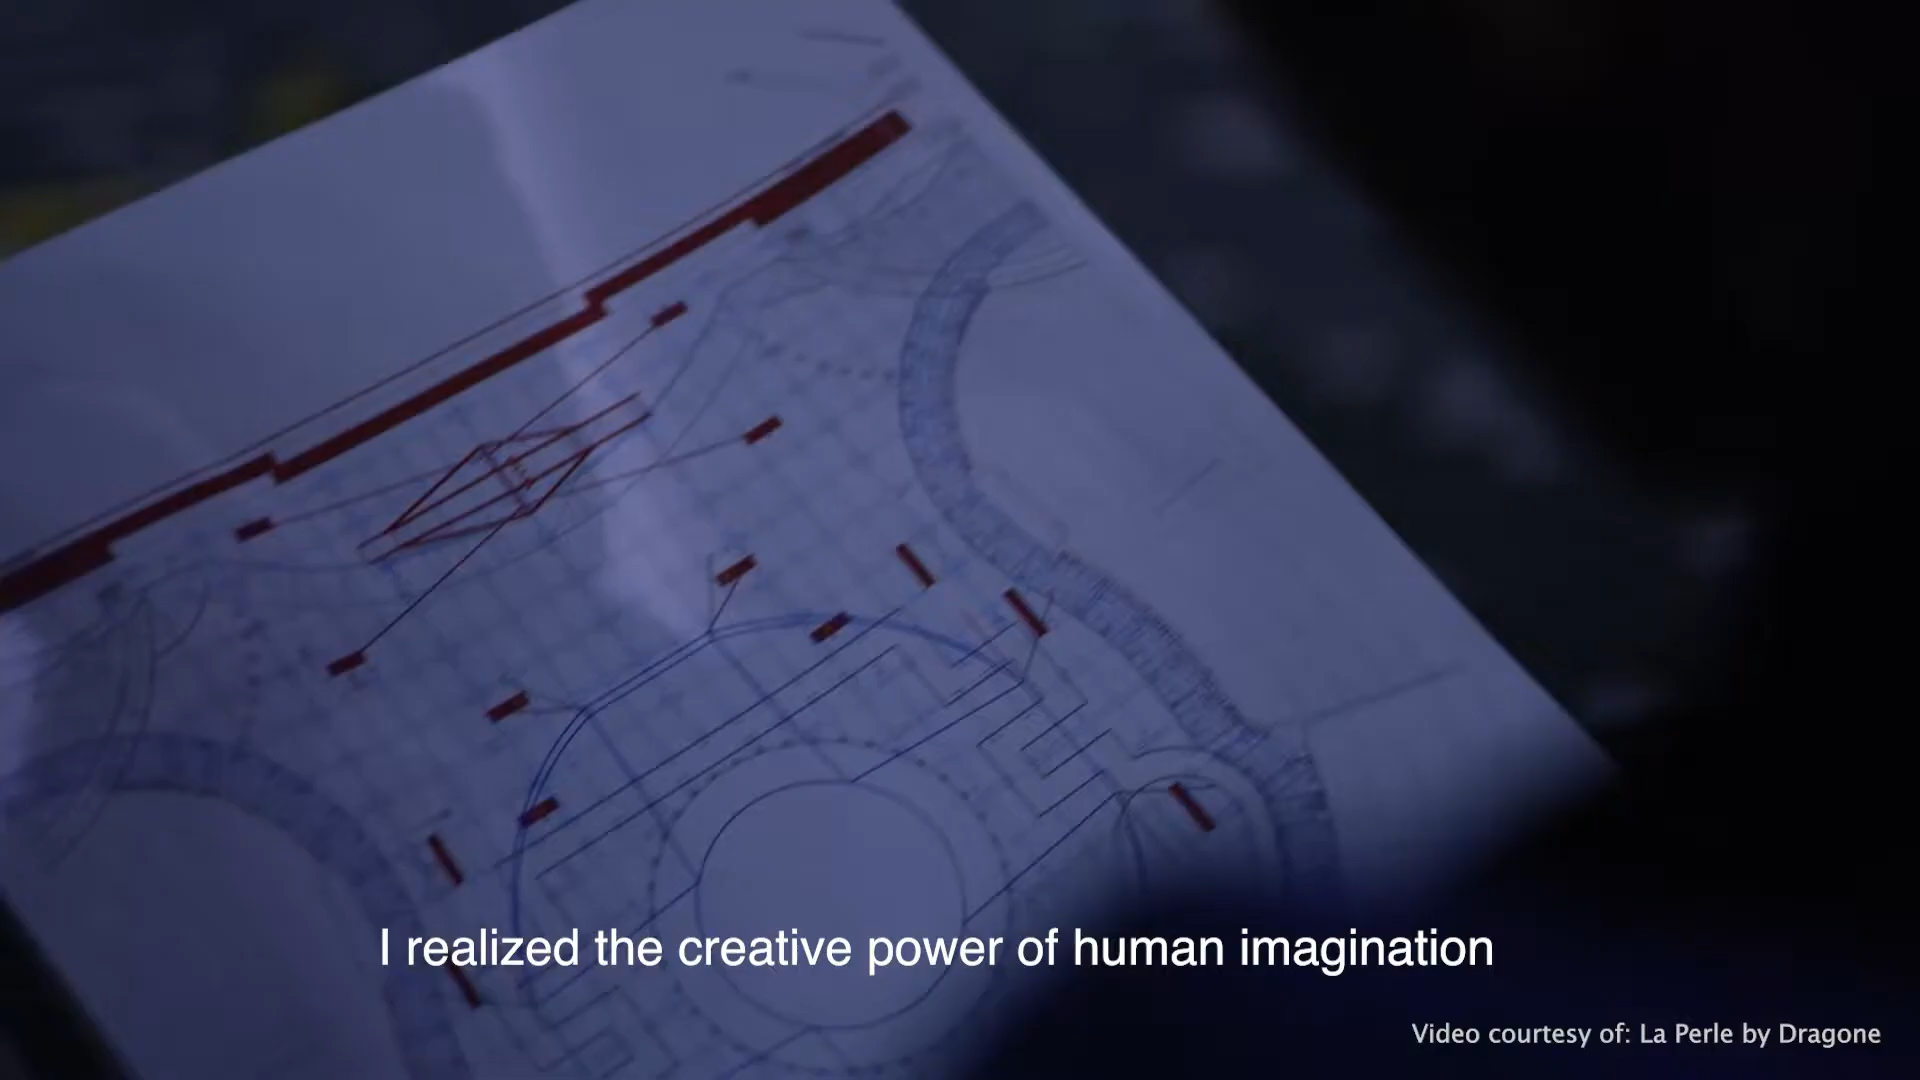 I realized the creative power of human imagination
Video courtesy of: La Perle by Dragone